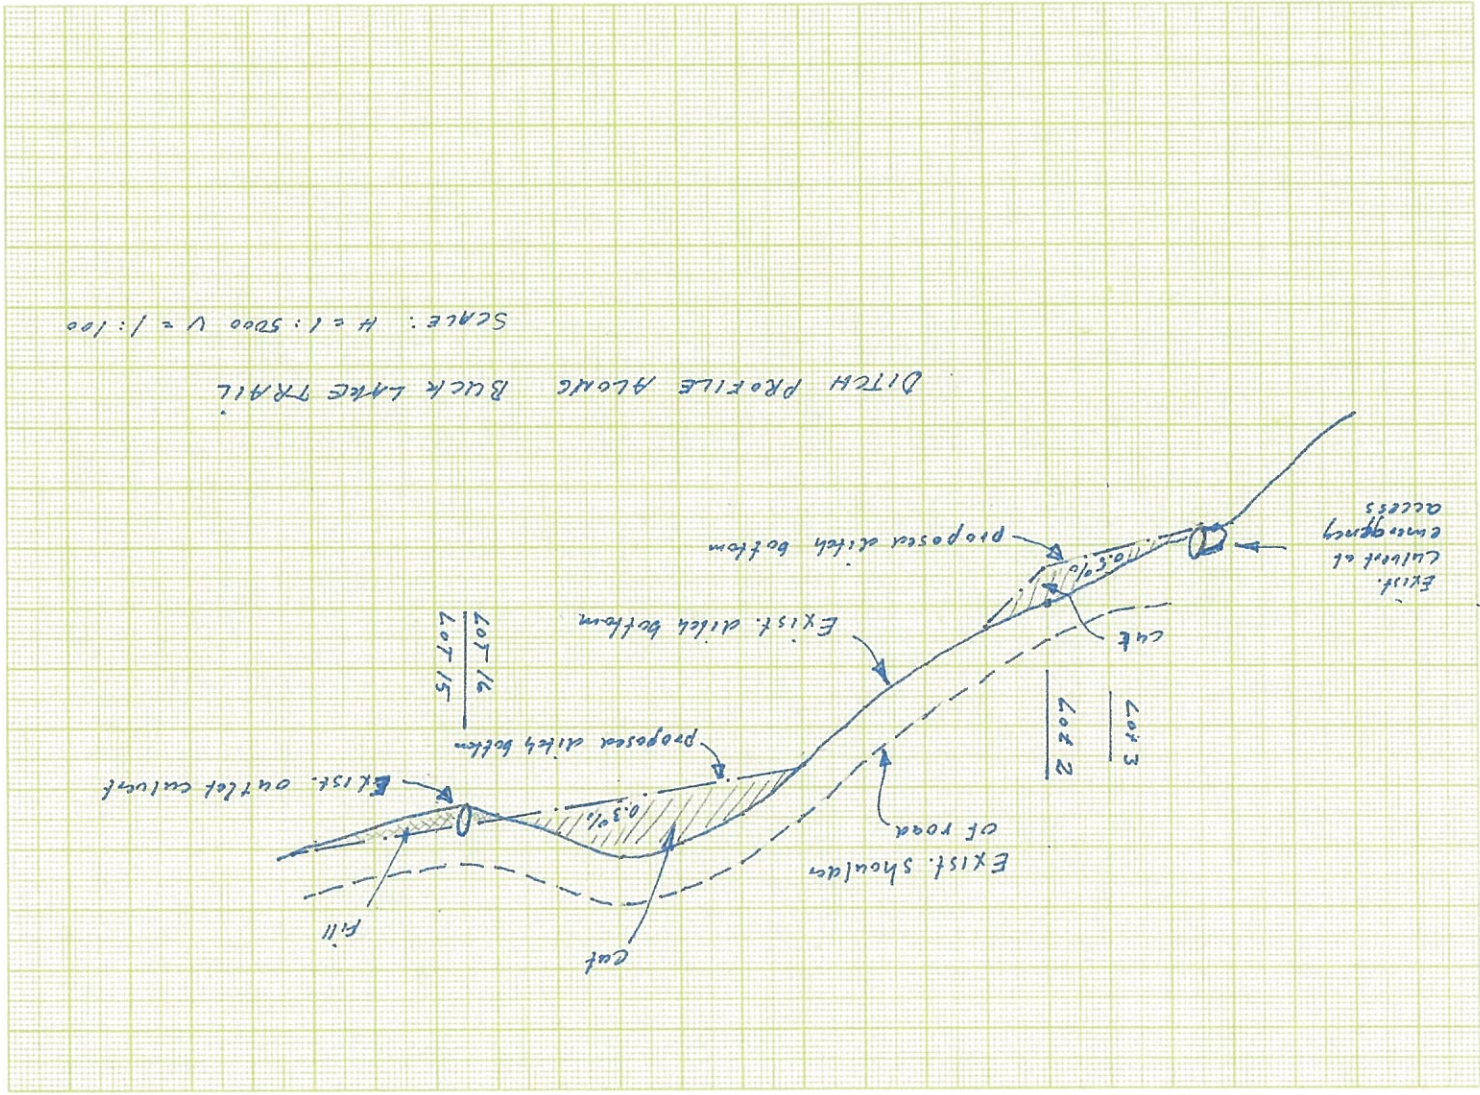 Cut
Fill
Exist. shoulder
of road
0.3%
Exist. outlet culvert
proposed ditch bottom
Lot 3
Lot 2
LOT 15
LOT 16
Cut
Exist. ditch bottom
Exist.
culvert at
emergency
access
0.5%
proposed ditch bottom
DITCH PROFILE ALONG BUCK LAKE TRAIL
SCALE: H=1:5000 V=1:100